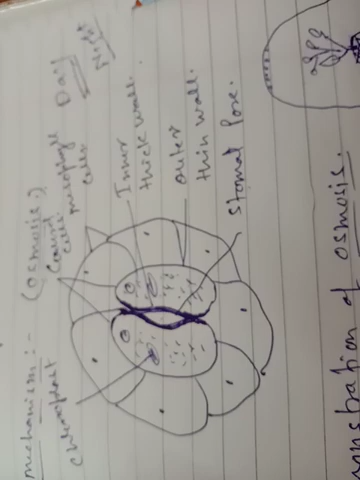 mechanism :- (osmosis.)
Guard
cells
mesophyll
cells
Day
Night
chloroplast
Inner
thick wall.
outer
thin wall.
stomal Pore.
of osmosis.